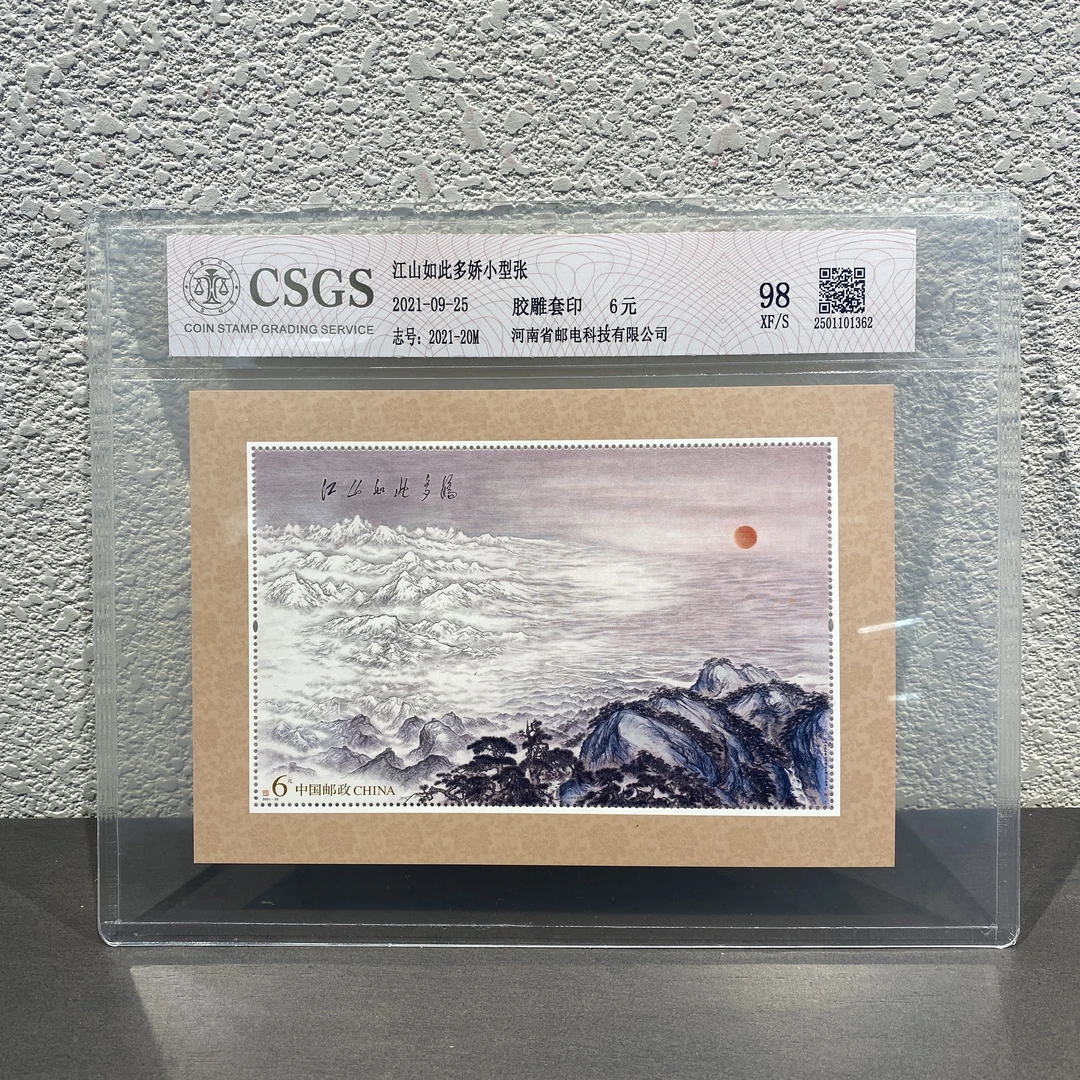 CSGS
COIN STAMP GRADING SERVICE
江山如此多娇小型张
2021-09-25 胶雕套印 6元
志号：2021-20M 河南省邮电科技有限公司
98
XF/S
2501101362
江山如此多娇
6元 中国邮政 CHINA